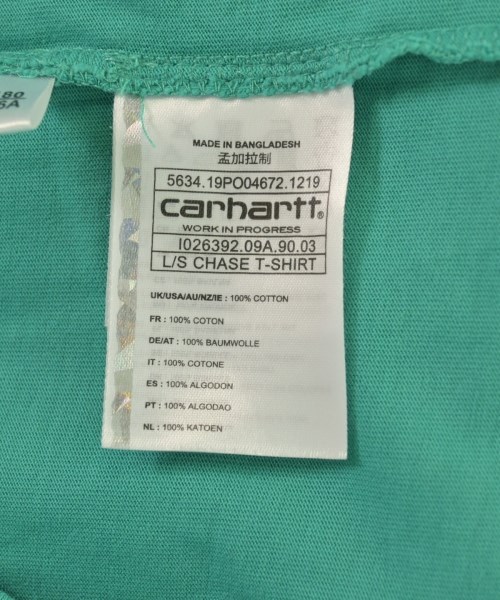 80
SA
MADE IN BANGLADESH
孟加拉制
5634.19PO04672.1219
carhartt®
WORK IN PROGRESS
I026392.09A.90.03
L/S CHASE T-SHIRT
UK/USA/AU/NZ/IE : 100% COTTON
FR : 100% COTON
DE/AT : 100% BAUMWOLLE
IT : 100% COTONE
ES : 100% ALGODON
PT : 100% ALGODAO
NL : 100% KATOEN